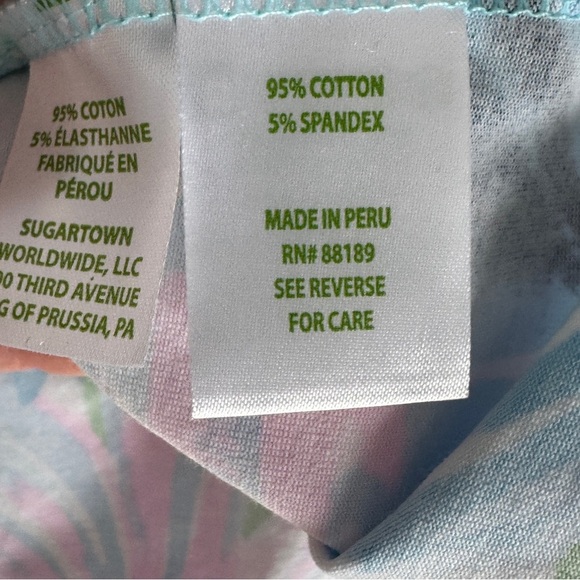 95% COTON
5% ÉLASTHANNE
FABRIQUÉ EN
PÉROU
SUGARTOWN
WORLDWIDE, LLC
00 THIRD AVENUE
G OF PRUSSIA, PA
95% COTTON
5% SPANDEX
MADE IN PERU
RN# 88189
SEE REVERSE
FOR CARE